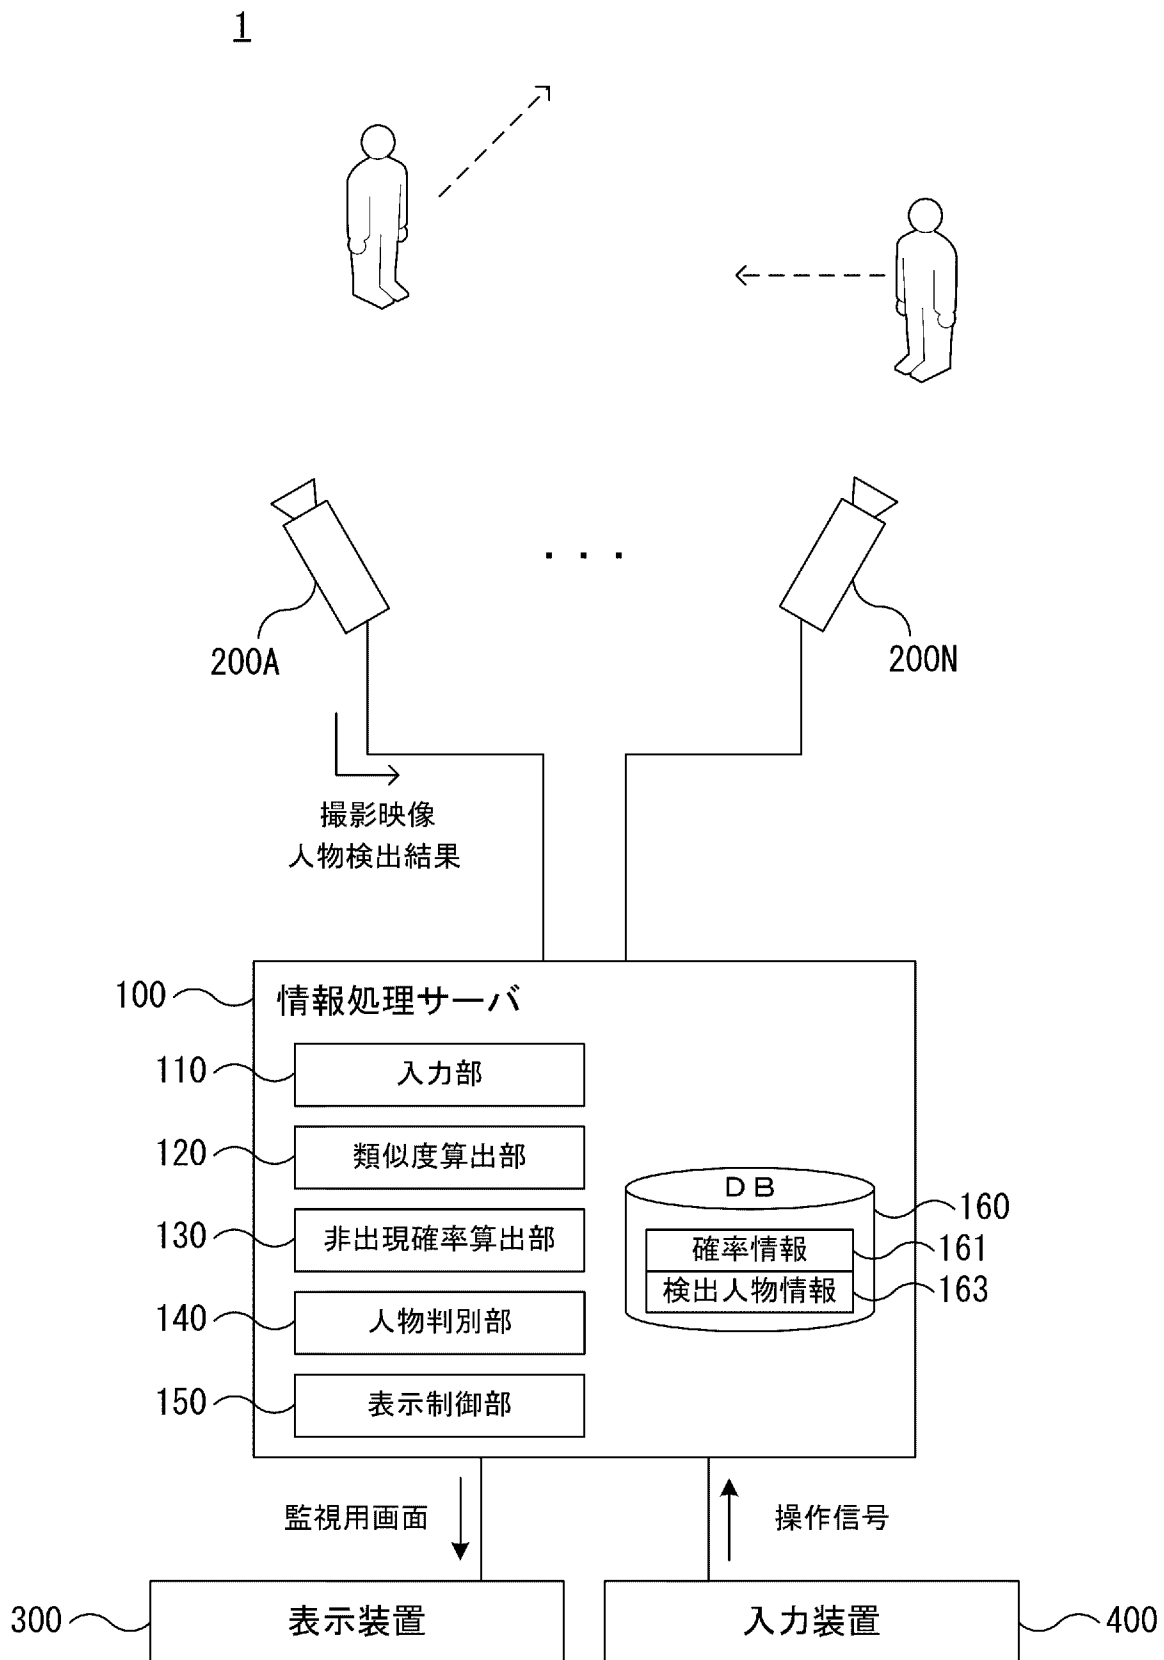 1
200A
200N
・・・
撮影映像
人物検出結果
100
情報処理サーバ
110
入力部
120
類似度算出部
130
非出現確率算出部
140
人物判別部
150
表示制御部
DB
160
確率情報
161
検出人物情報
163
監視用画面
操作信号
300
表示装置
入力装置
400